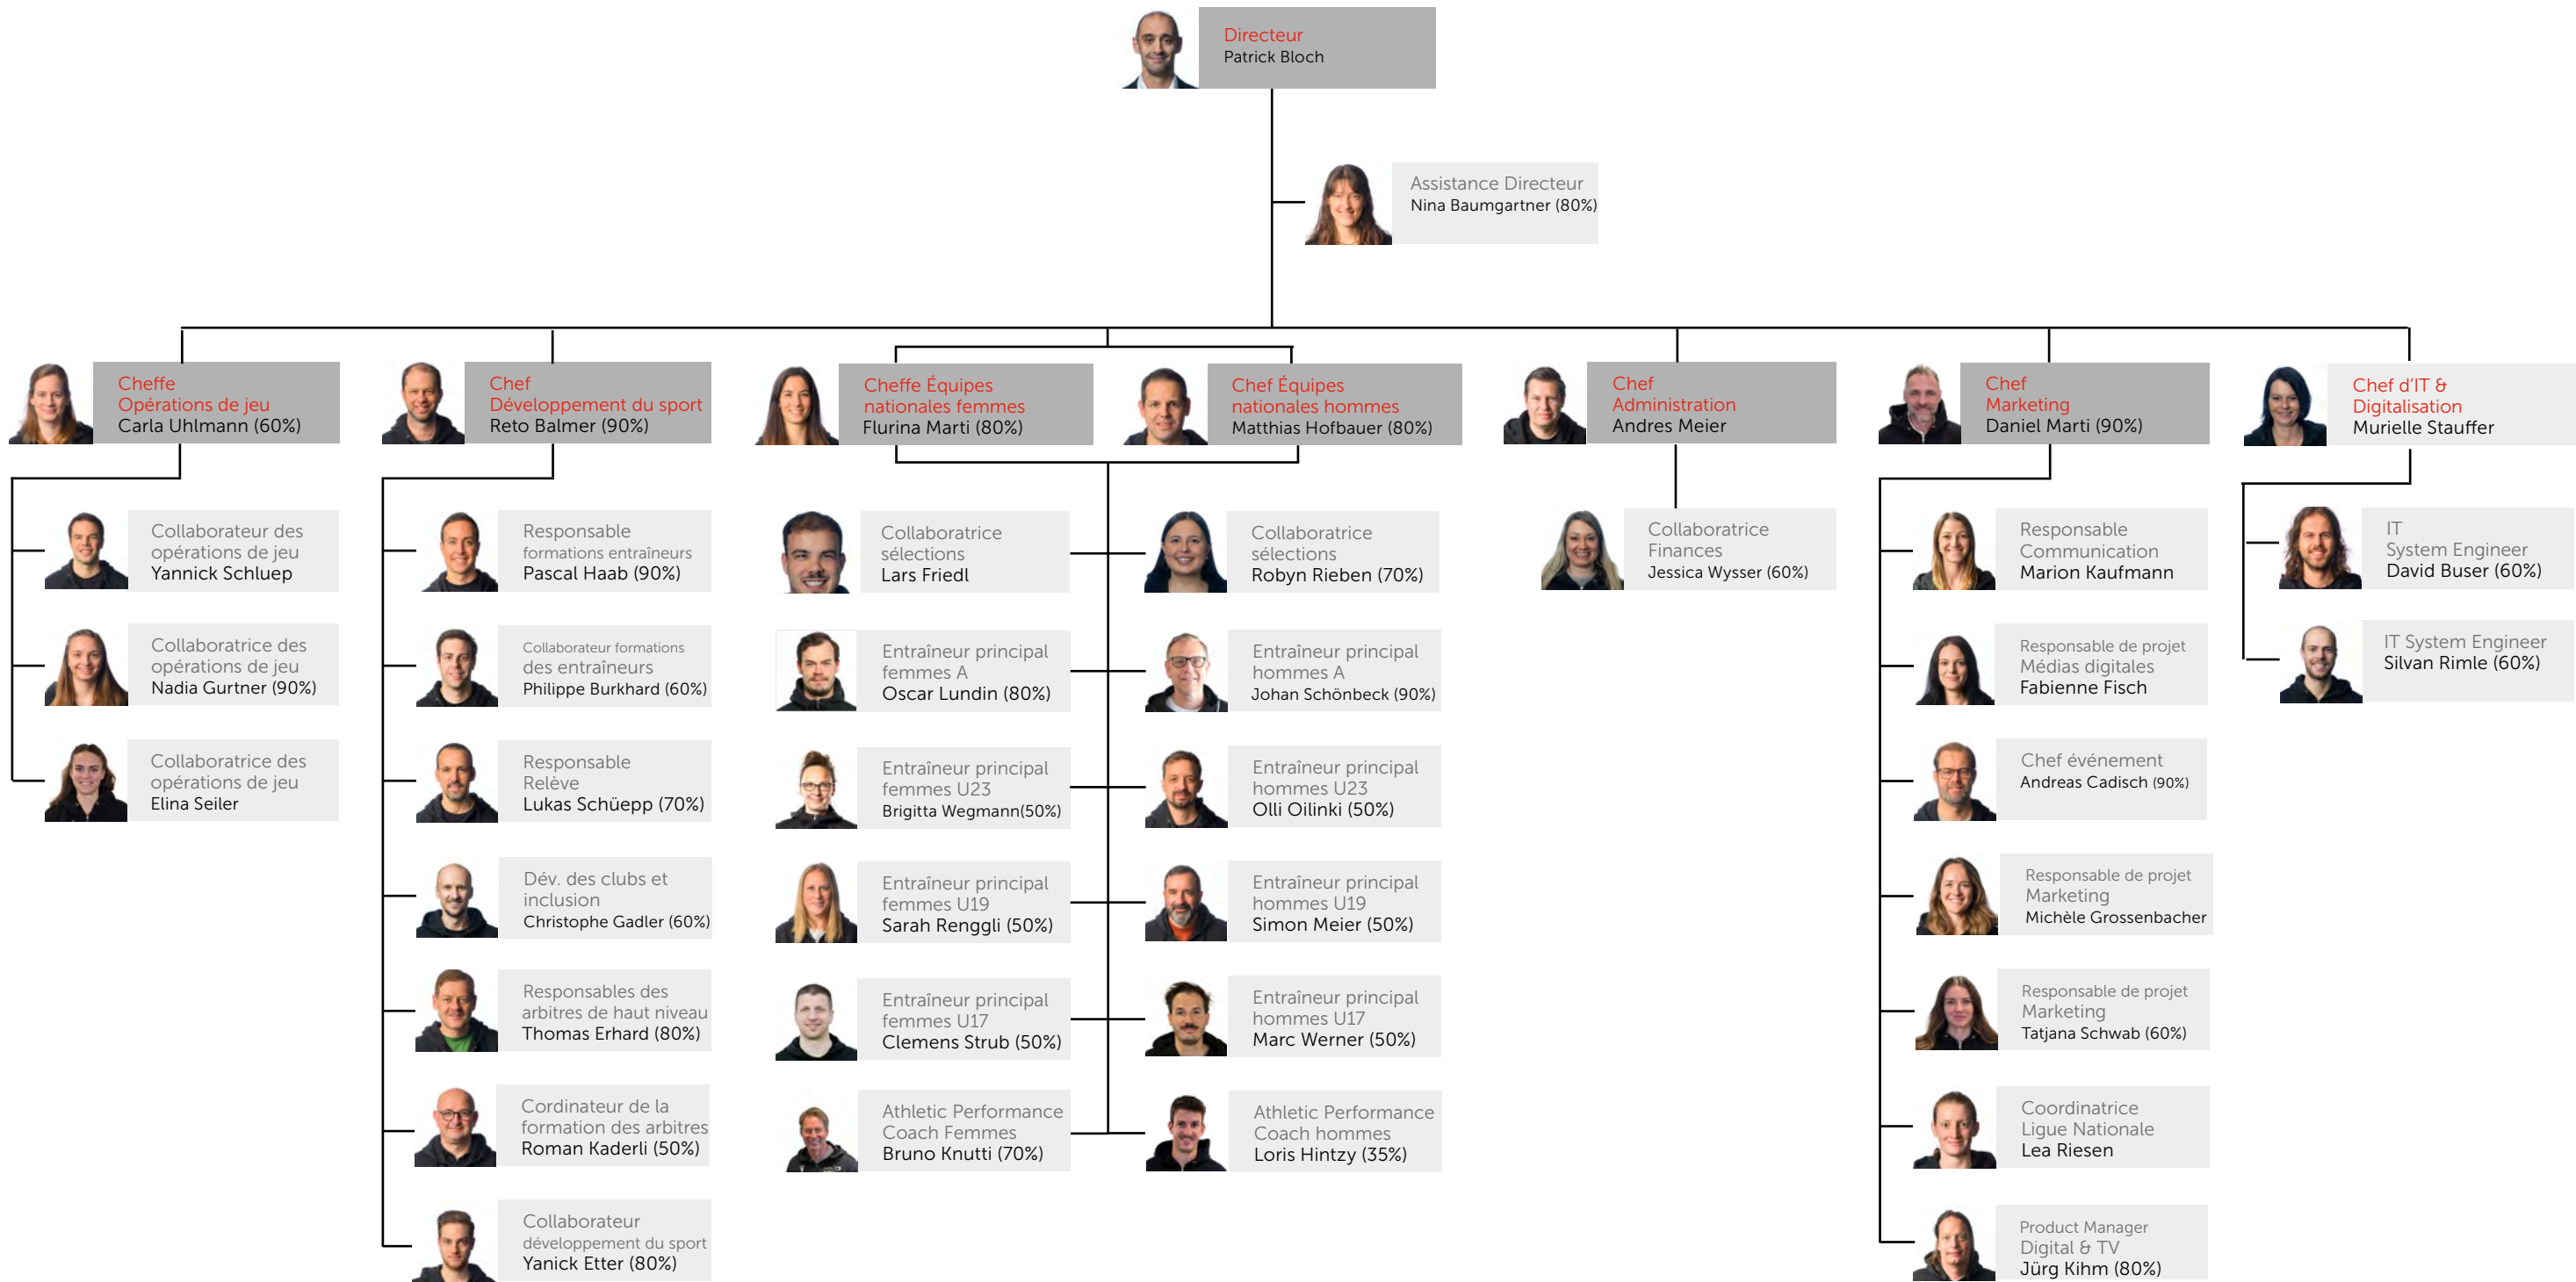 Directeur
Patrick Bloch
Assistance Directeur
Nina Baumgartner (80%)
Cheffe
Opérations de jeu
Carla Uhlmann (60%)
Chef
Développement du sport
Reto Balmer (90%)
Cheffe Équipes
nationales femmes
Flurina Marti (80%)
Chef Équipes
nationales hommes
Matthias Hofbauer (80%)
Chef
Administration
Andres Meier
Chef
Marketing
Daniel Marti (90%)
Chef d'IT &
Digitalisation
Murielle Stauffer
Collaborateur des
opérations de jeu
Yannick Schluep
Collaboratrice des
opérations de jeu
Nadia Gurtner (90%)
Collaboratrice des
opérations de jeu
Elina Seiler
Responsable
formations entraîneurs
Pascal Haab (90%)
Collaborateur formations
des entraîneurs
Philippe Burkhard (60%)
Responsable
Relève
Lukas Schüepp (70%)
Dév. des clubs et
inclusion
Christophe Gadler (60%)
Responsables des
arbitres de haut niveau
Thomas Erhard (80%)
Cordinateur de la
formation des arbitres
Roman Kaderli (50%)
Collaborateur
développement du sport
Yanick Etter (80%)
Collaboratrice
sélections
Lars Friedl
Entraîneur principal
femmes A
Oscar Lundin (80%)
Entraîneur principal
femmes U23
Brigitta Wegmann(50%)
Entraîneur principal
femmes U19
Sarah Renggli (50%)
Entraîneur principal
femmes U17
Clemens Strub (50%)
Athletic Performance
Coach Femmes
Bruno Knutti (70%)
Collaboratrice
sélections
Robyn Rieben (70%)
Entraîneur principal
hommes A
Johan Schönbeck (90%)
Entraîneur principal
hommes U23
Olli Oilinki (50%)
Entraîneur principal
hommes U19
Simon Meier (50%)
Entraîneur principal
hommes U17
Marc Werner (50%)
Athletic Performance
Coach hommes
Loris Hintzy (35%)
Collaboratrice
Finances
Jessica Wysser (60%)
Responsable
Communication
Marion Kaufmann
Responsable de projet
Médias digitales
Fabienne Fisch
Chef événement
Andreas Cadisch (90%)
Responsable de projet
Marketing
Michèle Grossenbacher
Responsable de projet
Marketing
Tatjana Schwab (60%)
Coordinatrice
Ligue Nationale
Lea Riesen
Product Manager
Digital & TV
Jürg Kihm (80%)
IT
System Engineer
David Buser (60%)
IT System Engineer
Silvan Rimle (60%)